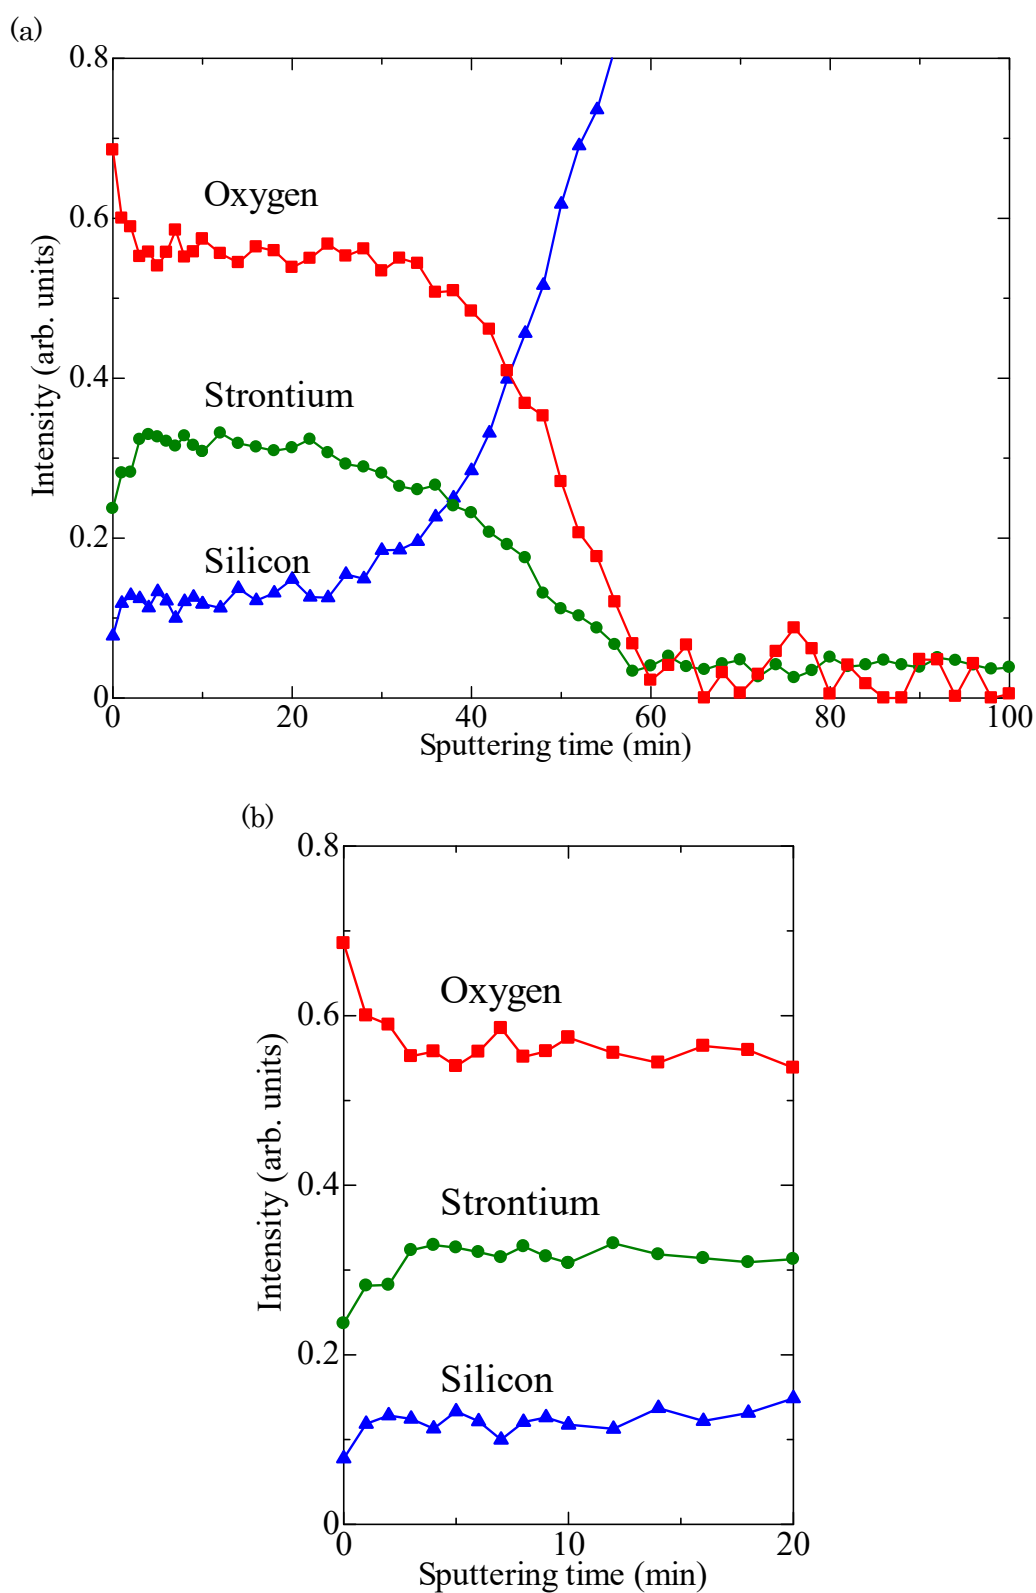 (a)
0.8
0.6
0.4
0.2
0
Intensity (arb. units)
Oxygen
Strontium
Silicon
0 20 40 60 80 100
Sputtering time (min)
(b)
0.8
0.6
0.4
0.2
0
Intensity (arb. units)
Oxygen
Strontium
Silicon
0 10 20
Sputtering time (min)